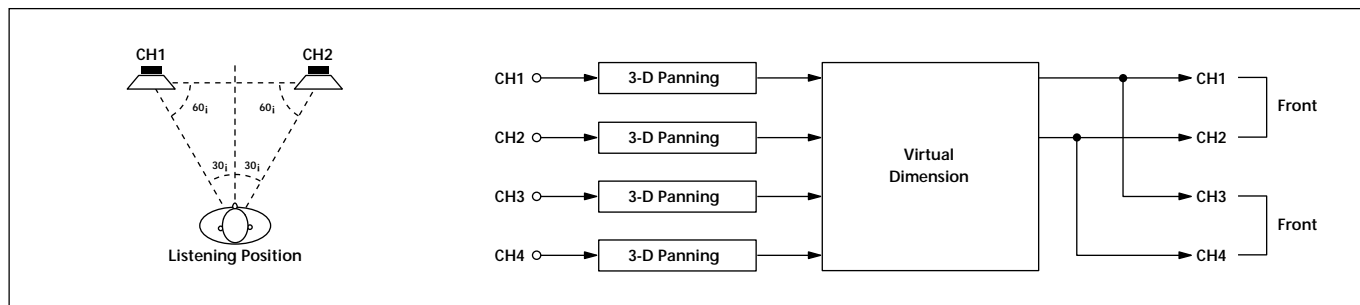 CH1 CH2
60¡ 60¡
30¡ 30¡
Listening Position
CH1 3-D Panning CH1
CH2 3-D Panning CH2
Front
CH3 3-D Panning CH3
CH4 3-D Panning CH4
Front
Virtual
Dimension